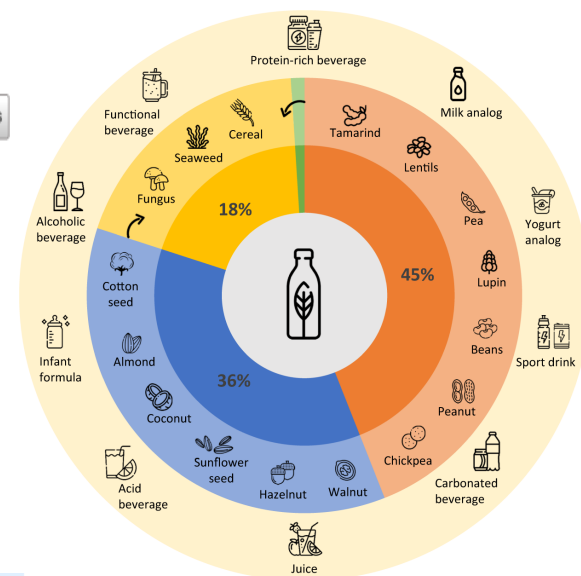 Protein-rich beverage
Milk analog
Yogurt
analog
Sport drink
Carbonated
beverage
Juice
Acid
beverage
Infant
formula
Alcoholic
beverage
Functional
beverage
Tamarind
Lentils
Pea
Lupin
Beans
Peanut
Chickpea
Walnut
Hazelnut
Sunflower
seed
Coconut
Almond
Cotton
seed
Fungus
Seaweed
Cereal
45%
36%
18%